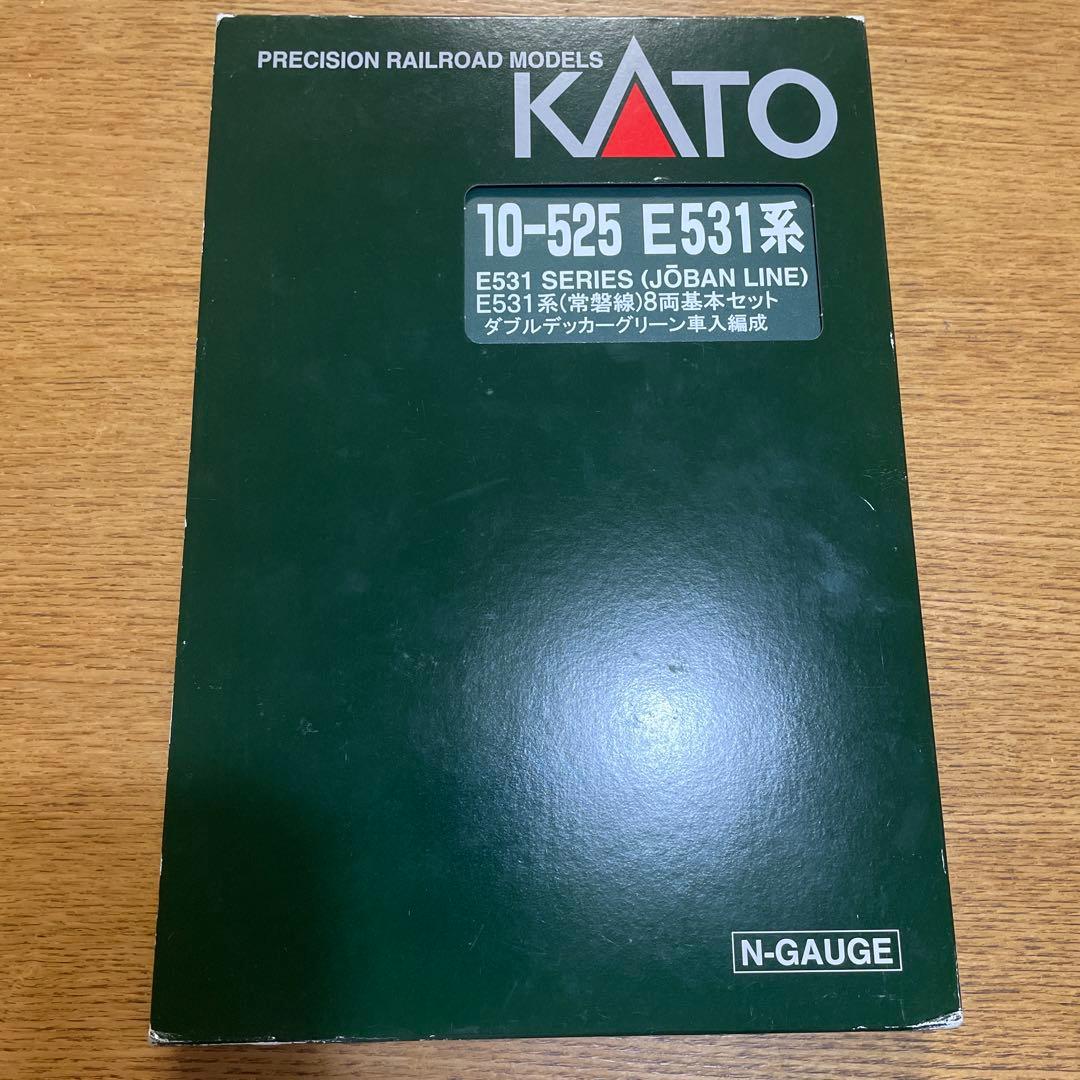 PRECISION RAILROAD MODELS
KATO
10-525 E531系
E531 SERIES (JŌBAN LINE)
E531系(常磐線)8両基本セット
ダブルデッカーグリーン車入編成
N-GAUGE